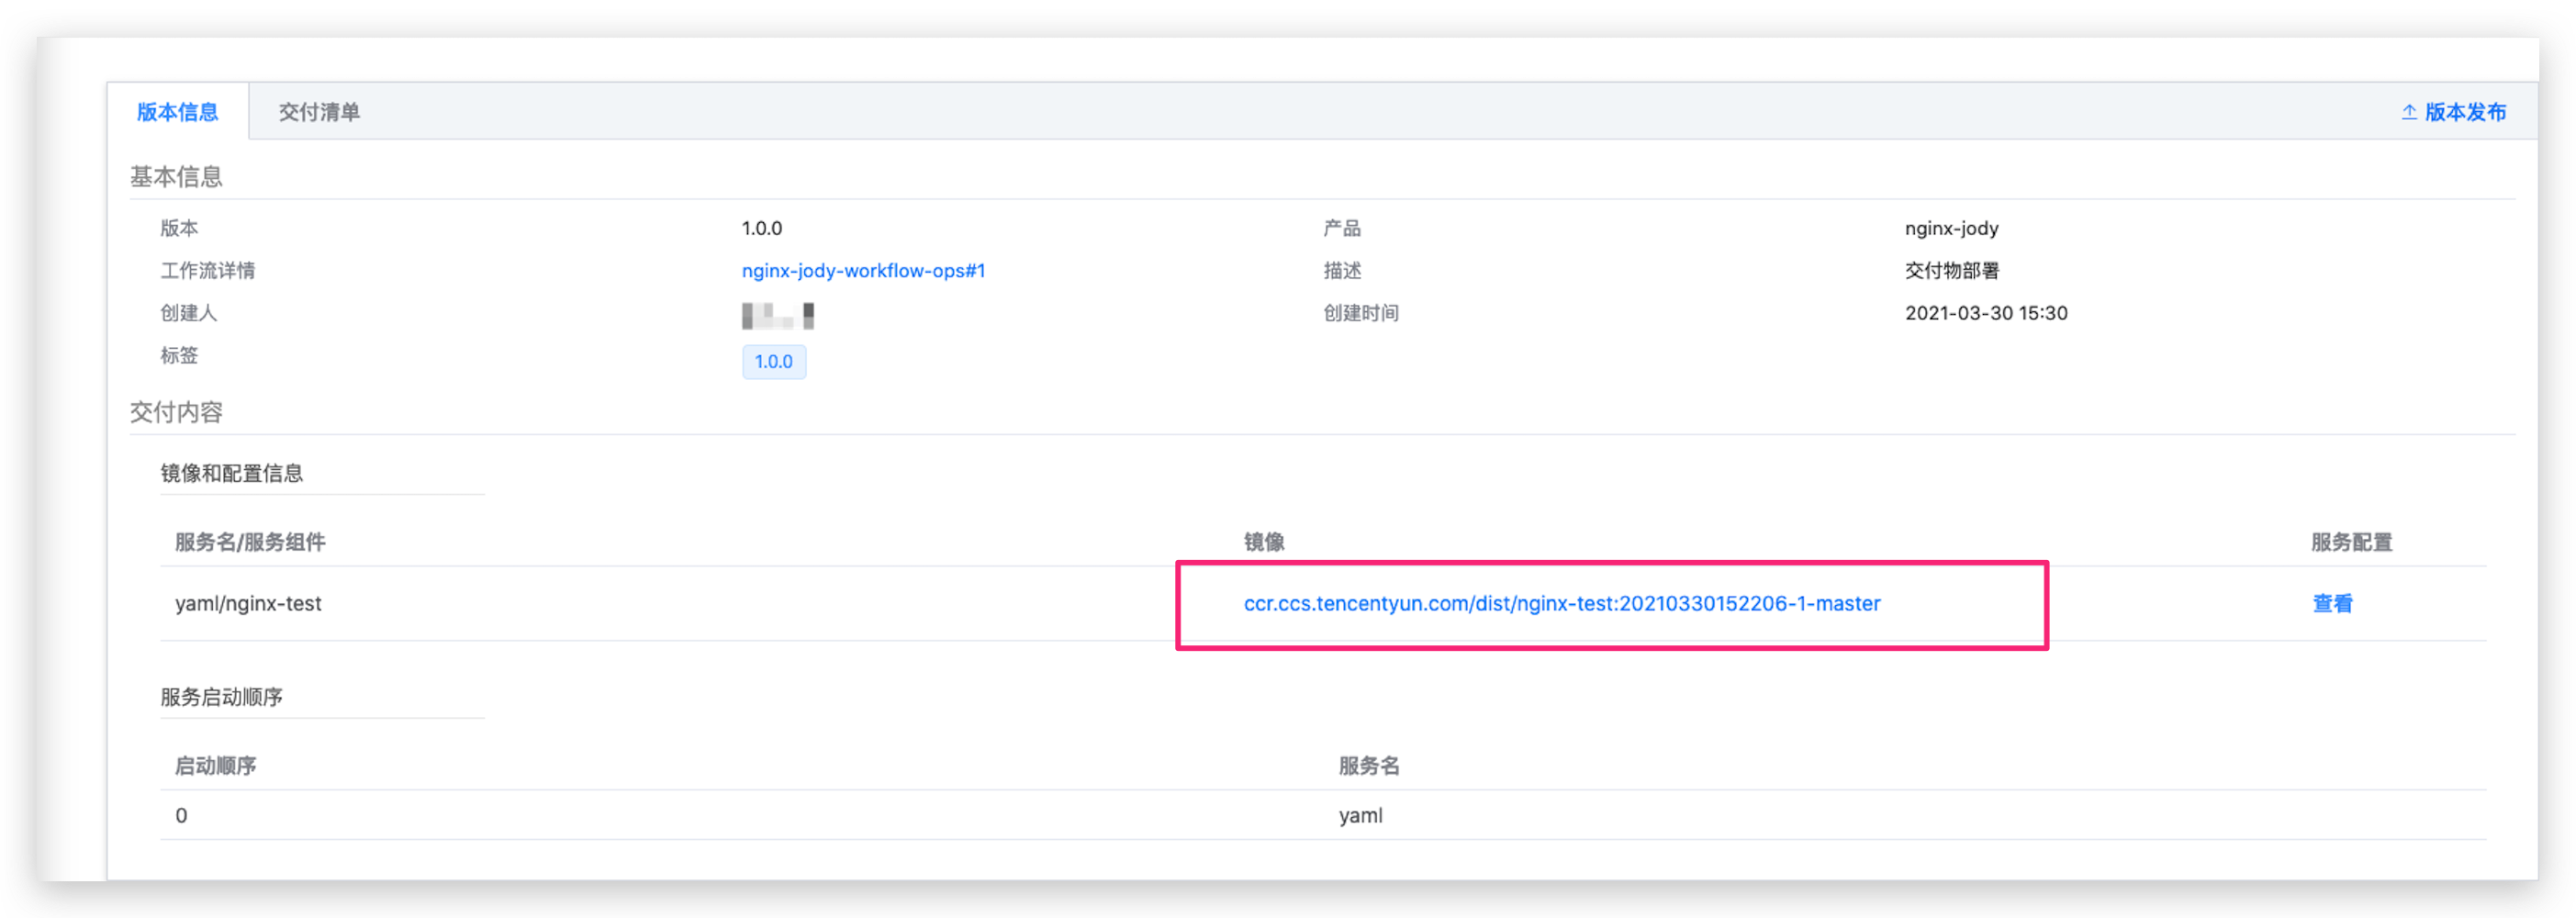 版本信息 交付清单 版本发布
基本信息
版本 1.0.0 产品 nginx-jody
工作流详情 nginx-jody-workflow-ops#1 描述 交付物部署
创建人 创建时间 2021-03-30 15:30
标签 1.0.0
交付内容
镜像和配置信息
服务名/服务组件 镜像 服务配置
yaml/nginx-test ccr.ccs.tencentyun.com/dist/nginx-test:20210330152206-1-master 查看
服务启动顺序
启动顺序 服务名
0 yaml